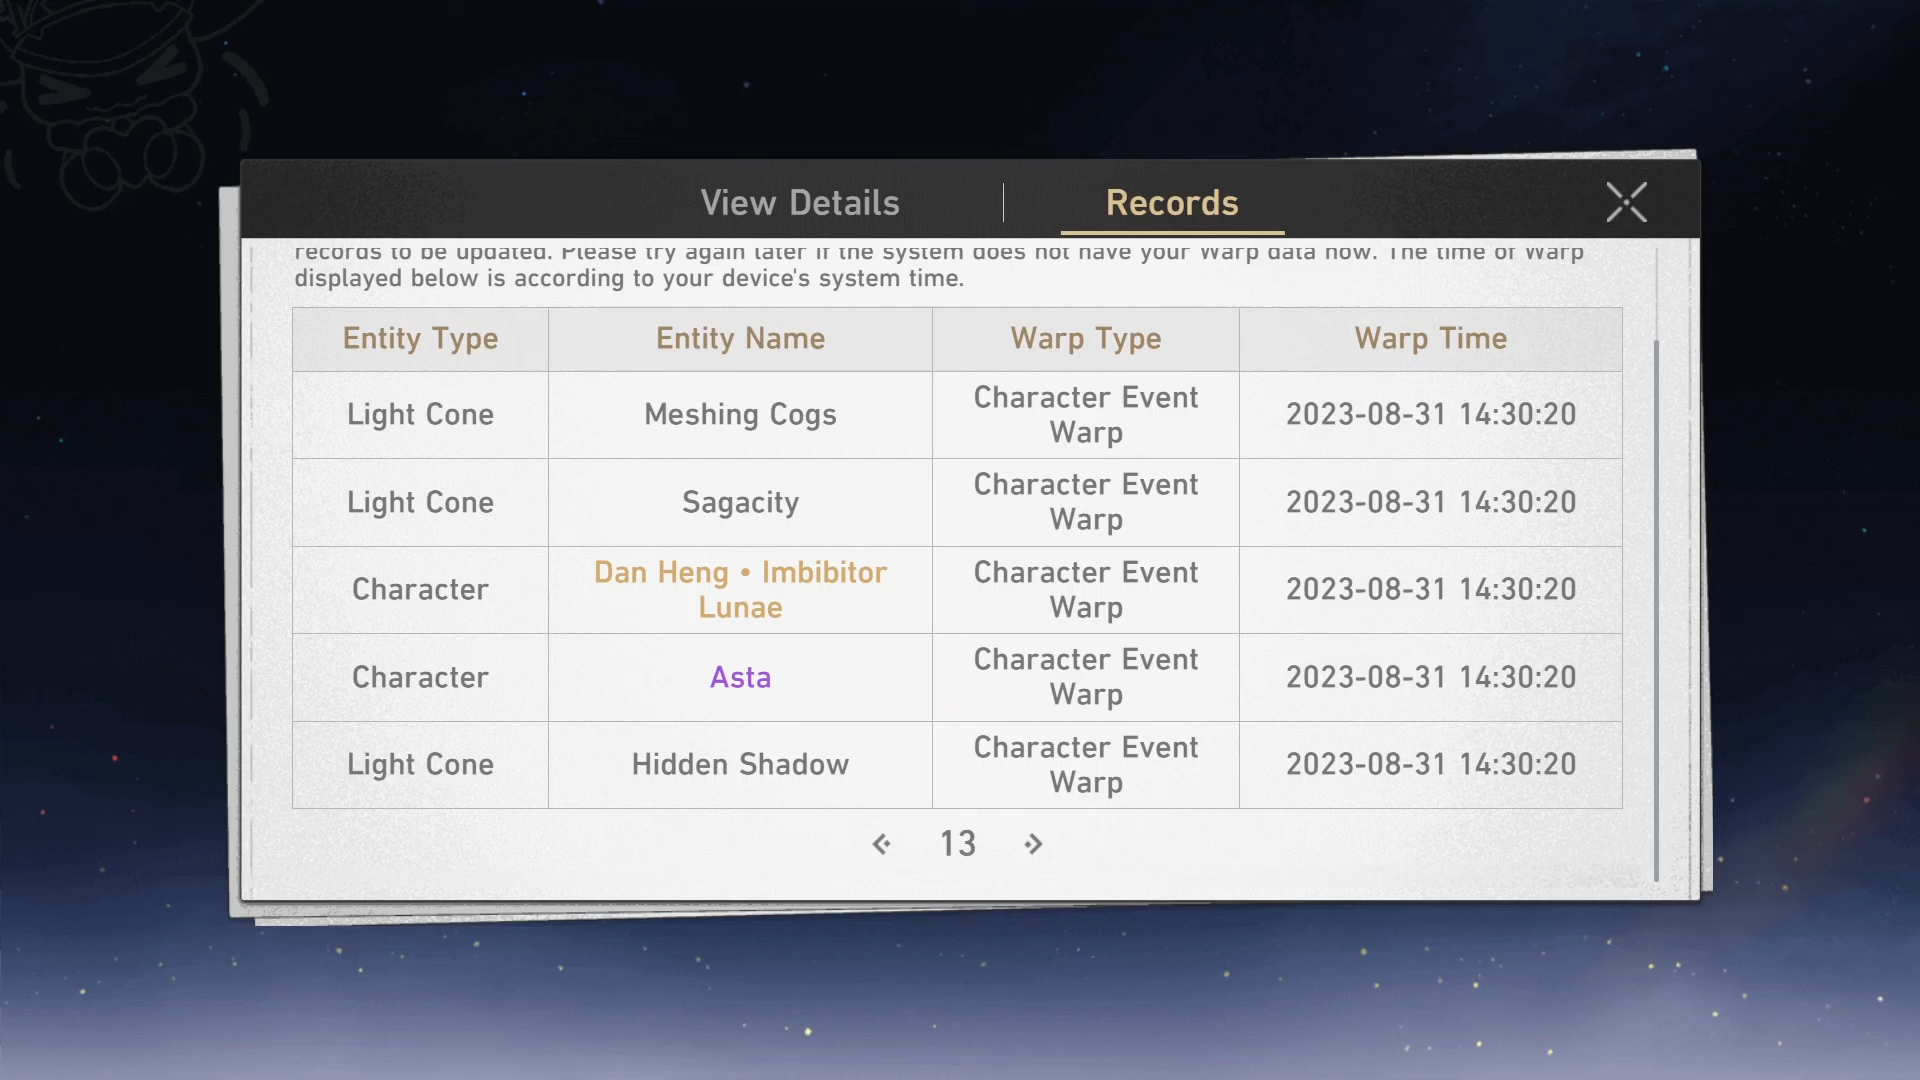 View Details
Records
records to be updated. Please try again later if the system does not have your Warp data now. The time of Warp
displayed below is according to your device's system time.
Entity Type
Entity Name
Warp Type
Warp Time
Light Cone
Meshing Cogs
Character Event
Warp
2023-08-31 14:30:20
Light Cone
Sagacity
Character Event
Warp
2023-08-31 14:30:20
Character
Dan Heng • Imbibitor
Lunae
Character Event
Warp
2023-08-31 14:30:20
Character
Asta
Character Event
Warp
2023-08-31 14:30:20
Light Cone
Hidden Shadow
Character Event
Warp
2023-08-31 14:30:20
13